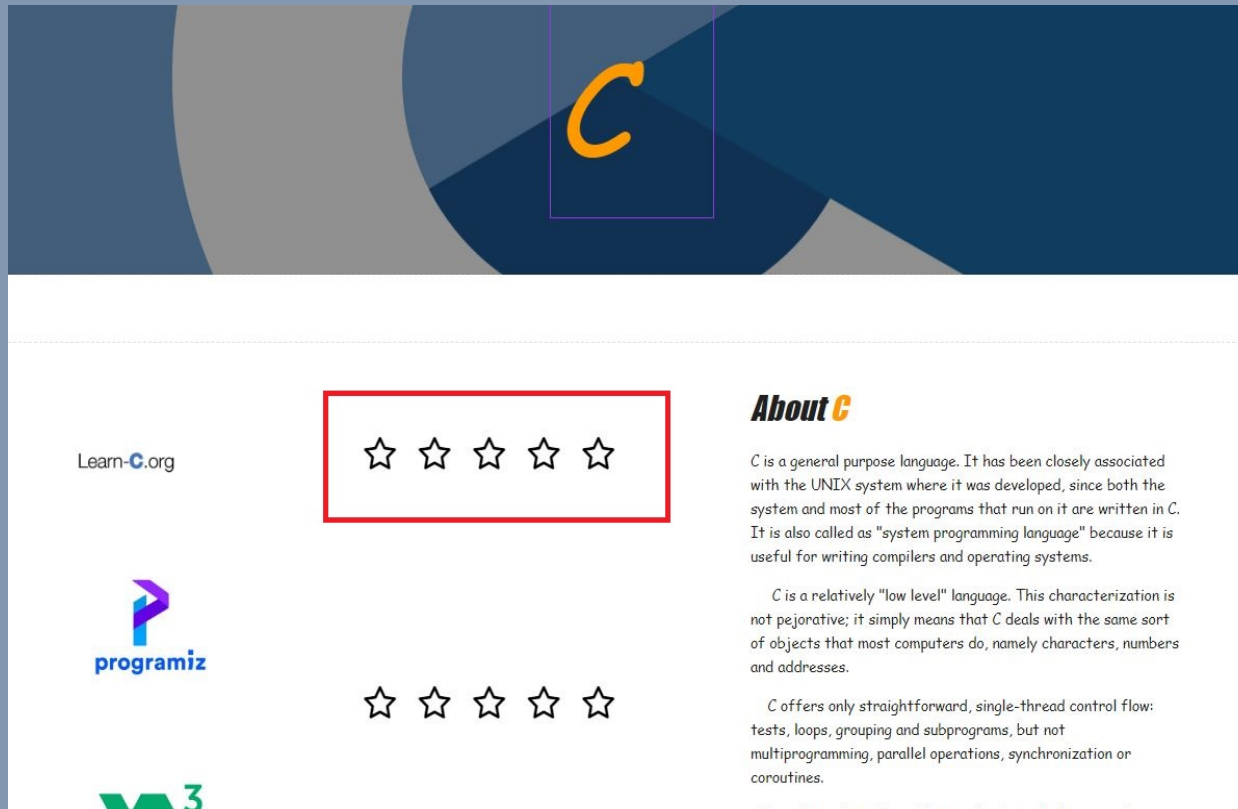 C
Learn-C.org
programiz
3
About C
C is a general purpose language. It has been closely associated
with the UNIX system where it was developed, since both the
system and most of the programs that run on it are written in C.
It is also called as "system programming language" because it is
useful for writing compilers and operating systems.
C is a relatively "low level" language. This characterization is
not pejorative; it simply means that C deals with the same sort
of objects that most computers do, namely characters, numbers
and addresses.
C offers only straightforward, single-thread control flow:
tests, loops, grouping and subprograms, but not
multiprogramming, parallel operations, synchronization or
coroutines.